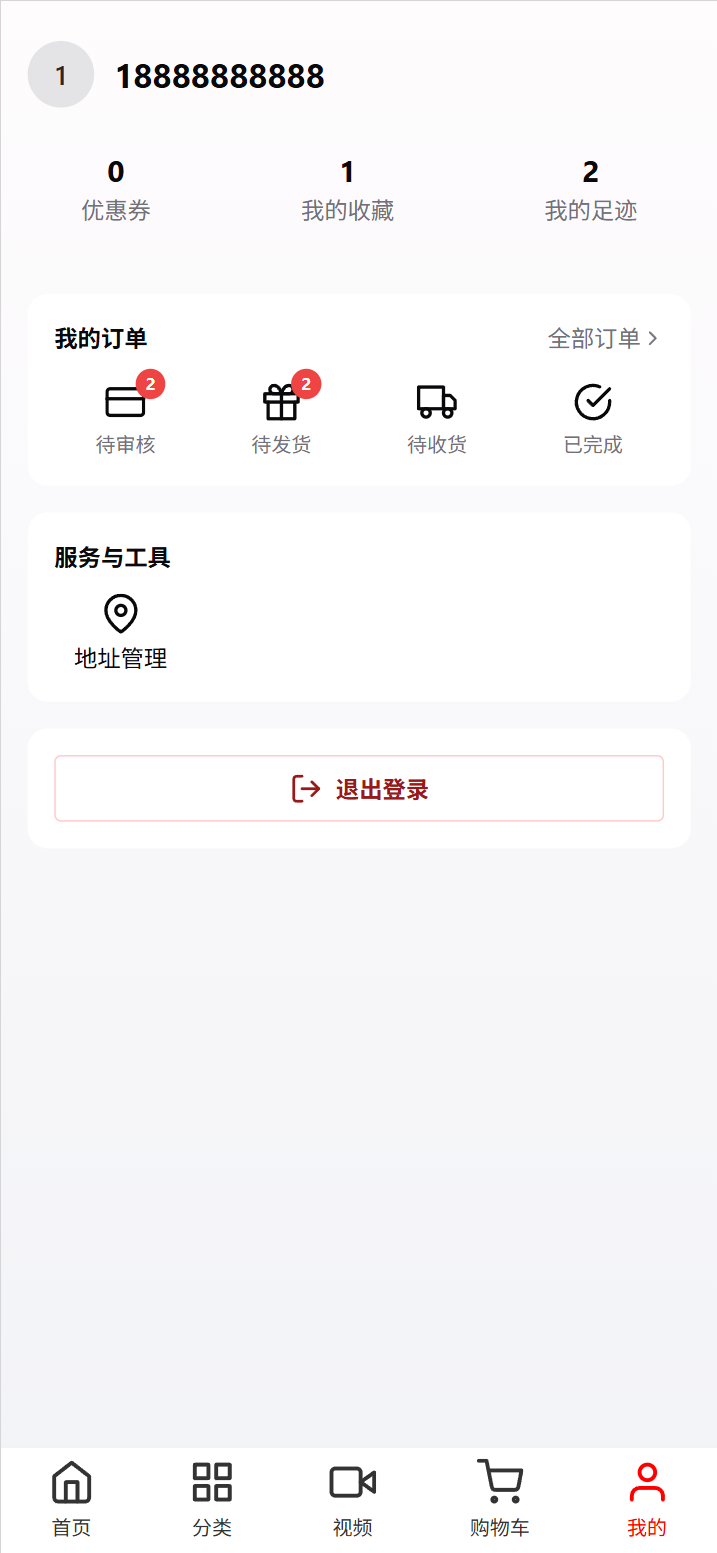 1 18888888888
0 1 2
优惠券 我的收藏 我的足迹
我的订单 全部订单
2 2
待审核 待发货 待收货 已完成
服务与工具
地址管理
退出登录
首页 分类 视频 购物车 我的